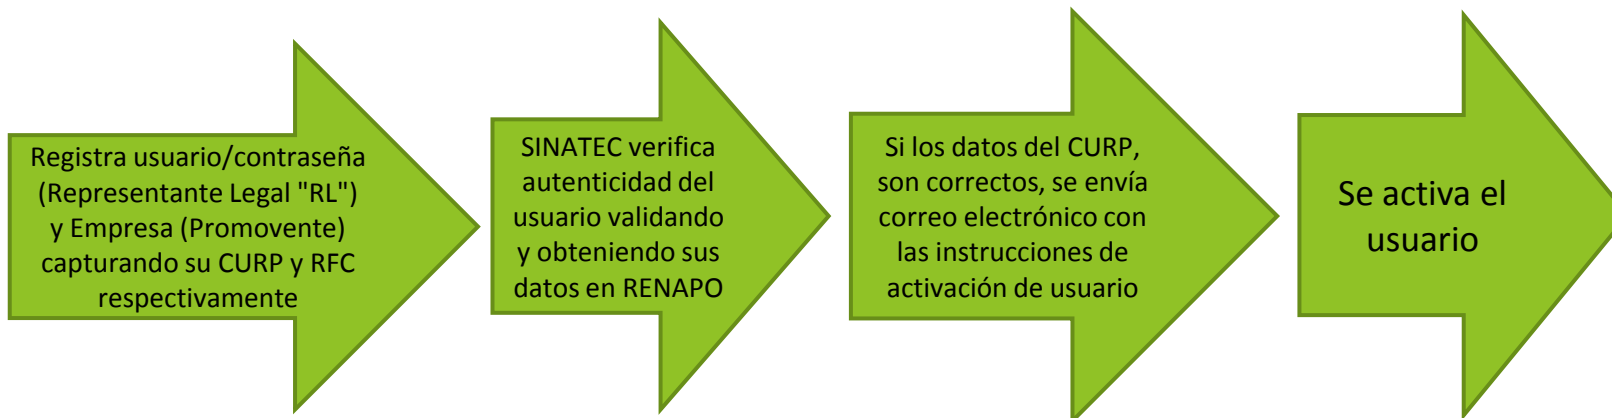 Registra usuario/contraseña
(Representante Legal "RL")
y Empresa (Promovente)
capturando su CURP y RFC
respectivamente
SINATEC verifica
autenticidad del
usuario validando
y obteniendo sus
datos en RENAPO
Si los datos del CURP,
son correctos, se envía
correo electrónico con
las instrucciones de
activación de usuario
Se activa el
usuario